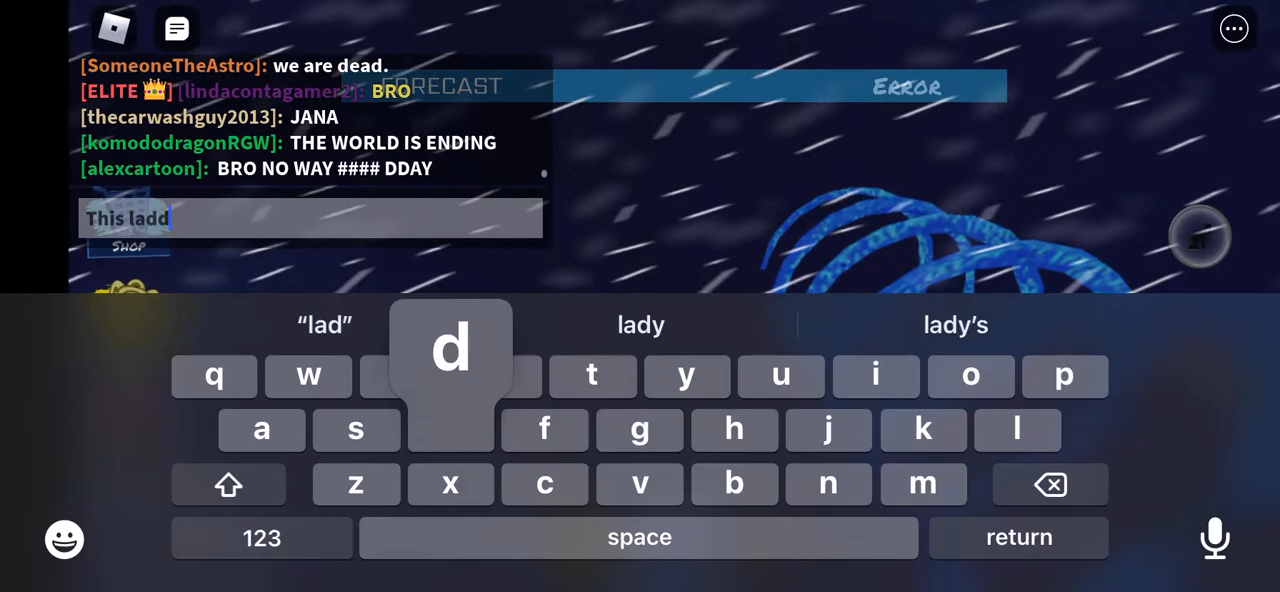 [SomeoneTheAstro]: we are dead.
FORECAST
Error
[ELITE 👑] [lindacontagamer2]: BRO
[thecarwashguy2013]: JANA
[komododragonRGW]: THE WORLD IS ENDING
[alexcartoon]: BRO NO WAY #### DDAY
This ladd
Shop
“lad” lady lady’s
d
q w t y u i o p
a s f g h j k l
z x c v b n m
123 space return